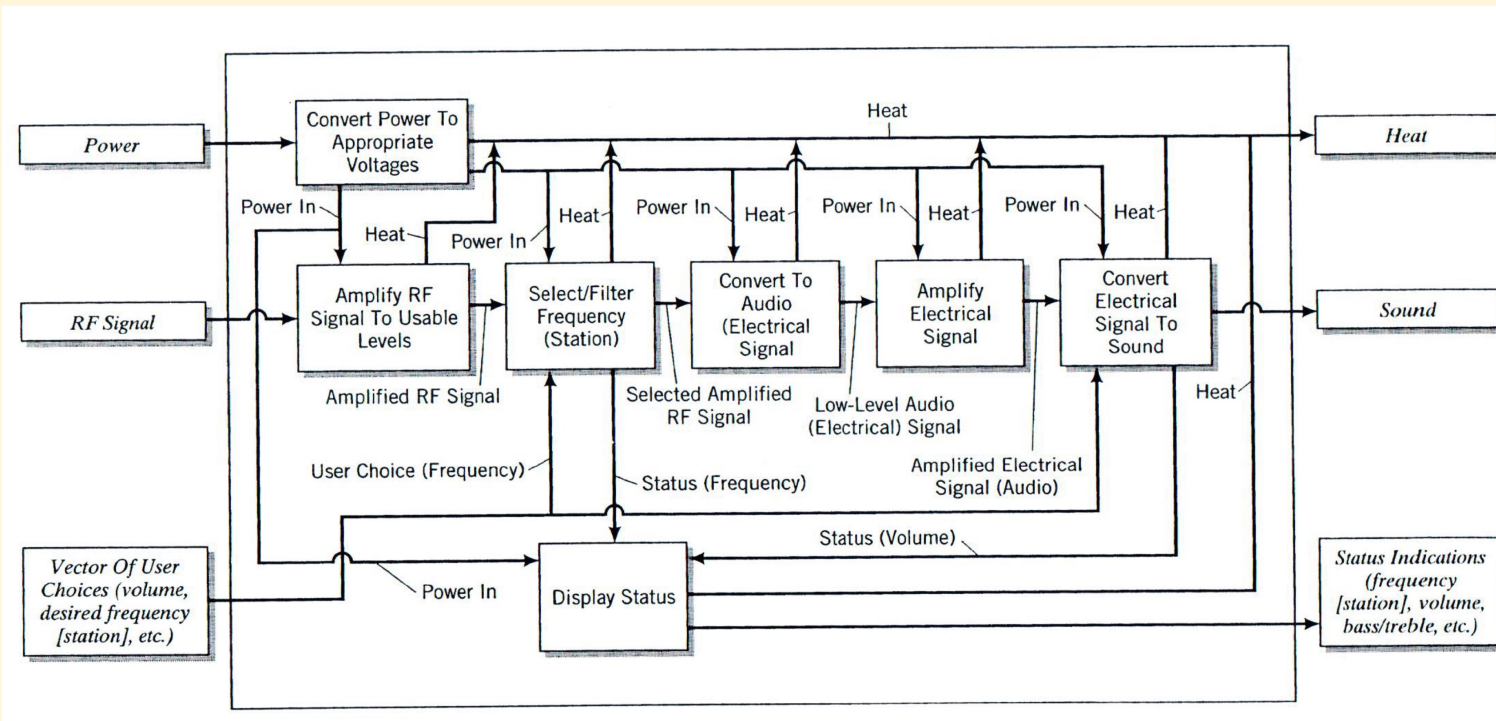 Convert Power To
Appropriate
Voltages
Heat
Power
Heat
Power In
Heat
Power In
Heat
Power In
Heat
Power In
Heat
Power In
Heat
RF Signal
Amplify RF
Signal To Usable
Levels
Select/Filter
Frequency
(Station)
Convert To
Audio
(Electrical
Signal
Amplify
Electrical
Signal
Convert
Electrical
Signal To
Sound
Sound
Amplified RF Signal
Selected Amplified
RF Signal
Low-Level Audio
(Electrical) Signal
Heat
User Choice (Frequency)
Status (Frequency)
Amplified Electrical
Signal (Audio)
Vector Of User
Choices (volume,
desired frequency
[station], etc.)
Power In
Display Status
Status (Volume)
Status Indications
(frequency
[station], volume,
bass/treble, etc.)